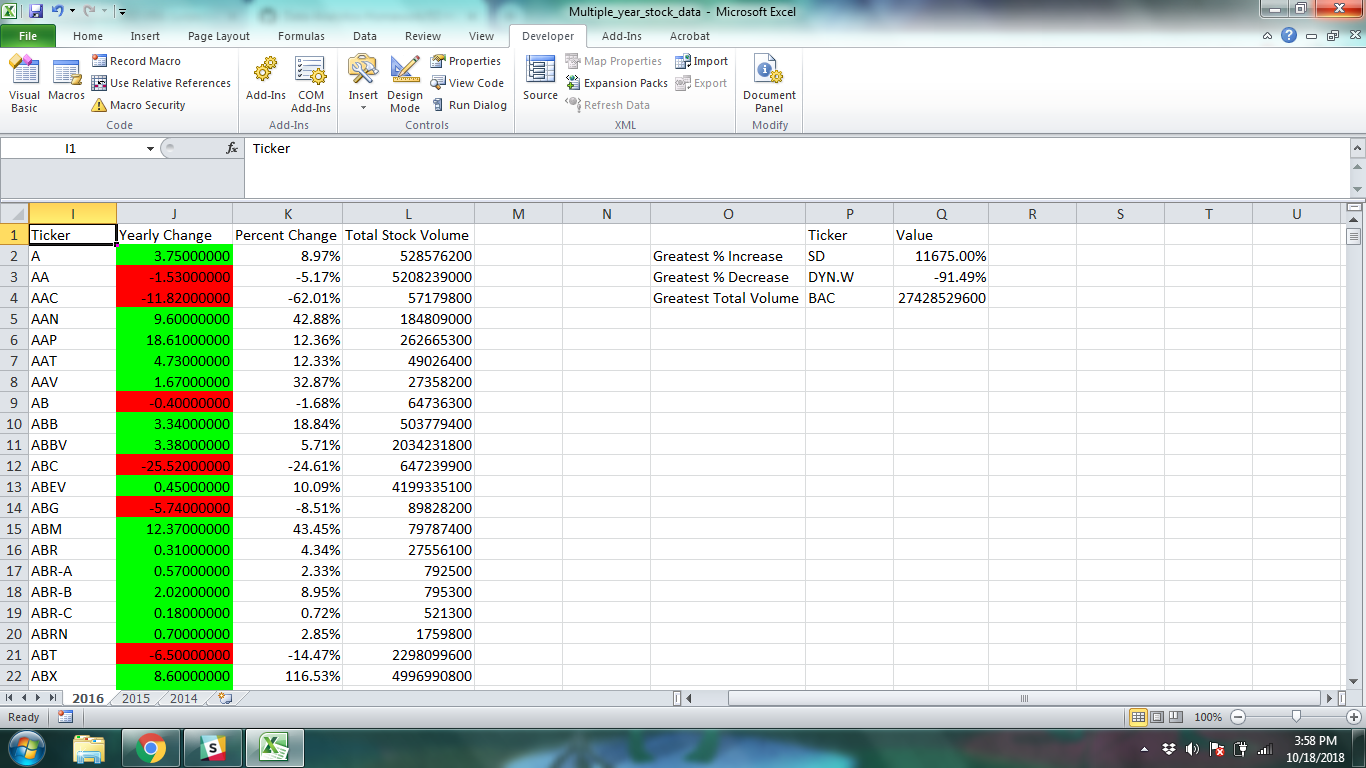 Multiple_year_stock_data - Microsoft Excel
File Home Insert Page Layout Formulas Data Review View Developer Add-Ins Acrobat
Visual Basic
Macros
Record Macro
Use Relative References
Macro Security
Code
Add-Ins
COM Add-Ins
Add-Ins
Insert
Design Mode
Properties
View Code
Run Dialog
Controls
Source
Map Properties
Expansion Packs
Refresh Data
Import
Export
XML
Document Panel
Modify
I1 fx Ticker
I J K L M N O P Q R S T U
1 Ticker Yearly Change Percent Change Total Stock Volume Ticker Value
2 A 3.75000000 8.97% 528576200 Greatest % Increase SD 11675.00%
3 AA -1.53000000 -5.17% 5208239000 Greatest % Decrease DYN.W -91.49%
4 AAC -11.82000000 -62.01% 57179800 Greatest Total Volume BAC 27428529600
5 AAN 9.60000000 42.88% 184809000
6 AAP 18.61000000 12.36% 262665300
7 AAT 4.73000000 12.33% 49026400
8 AAV 1.67000000 32.87% 27358200
9 AB -0.40000000 -1.68% 64736300
10 ABB 3.34000000 18.84% 503779400
11 ABBV 3.38000000 5.71% 2034231800
12 ABC -25.52000000 -24.61% 647239900
13 ABEV 0.45000000 10.09% 4199335100
14 ABG -5.74000000 -8.51% 89828200
15 ABM 12.37000000 43.45% 79787400
16 ABR 0.31000000 4.34% 27556100
17 ABR-A 0.57000000 2.33% 792500
18 ABR-B 2.02000000 8.95% 795300
19 ABR-C 0.18000000 0.72% 521300
20 ABRN 0.70000000 2.85% 1759800
21 ABT -6.50000000 -14.47% 2298099600
22 ABX 8.60000000 116.53% 4996990800
2016 2015 2014
Ready 100%
3:58 PM
10/18/2018